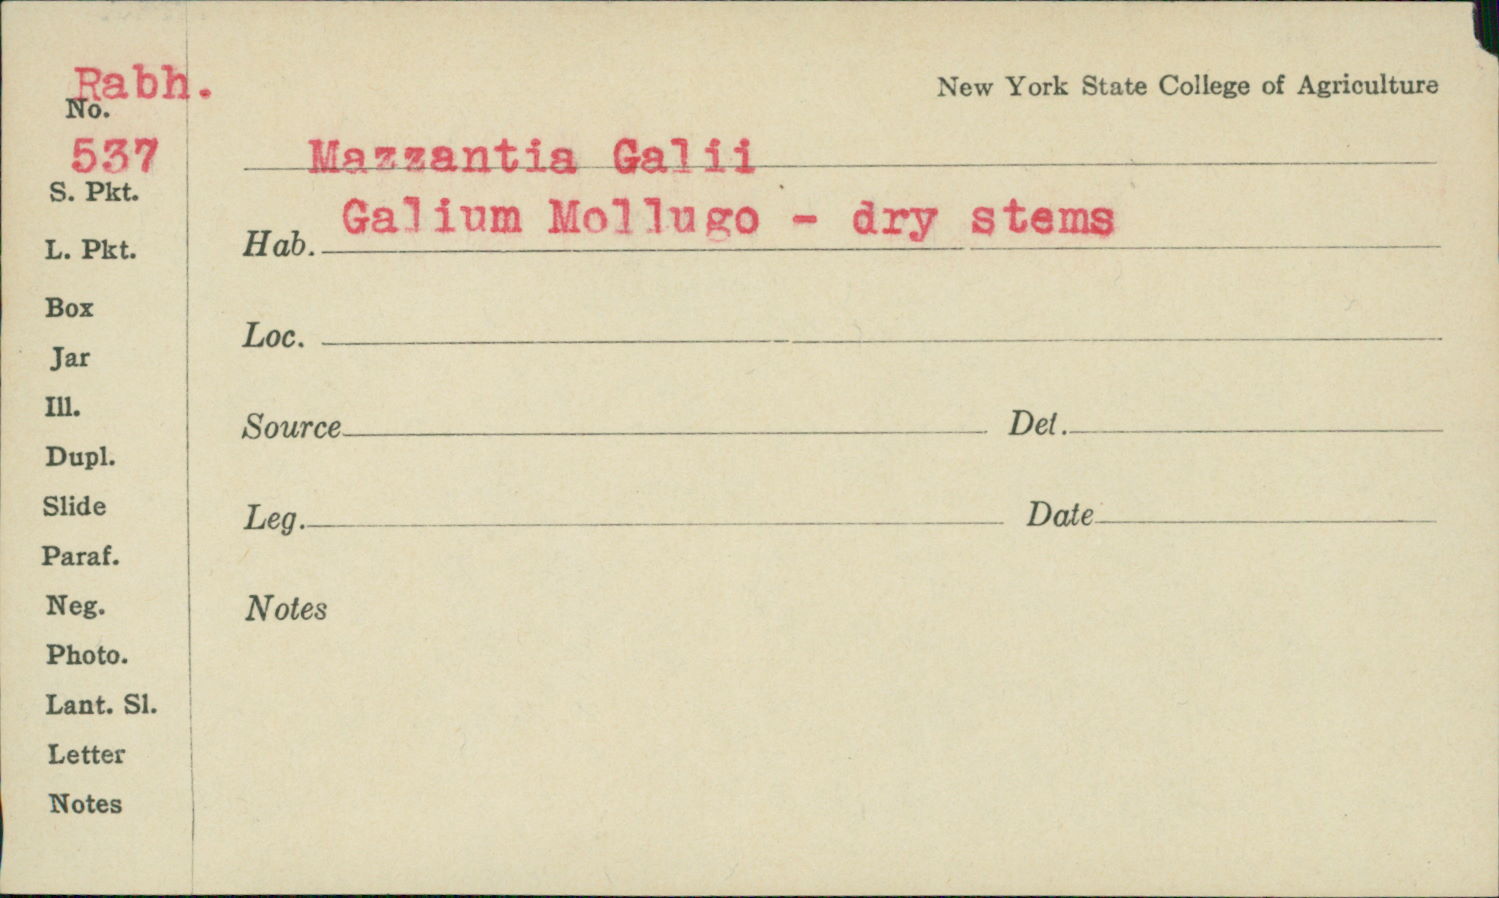 Rabh.
New York State College of Agriculture
No.
537
Mazzantia Galii
S. Pkt.
Galium Mollugo - dry stems
Hab.
L. Pkt.
Box
Loc.
Jar
Ill.
Source Det.
Dupl.
Slide
Leg. Date
Paraf.
Neg.
Notes
Photo.
Lant. Sl.
Letter
Notes